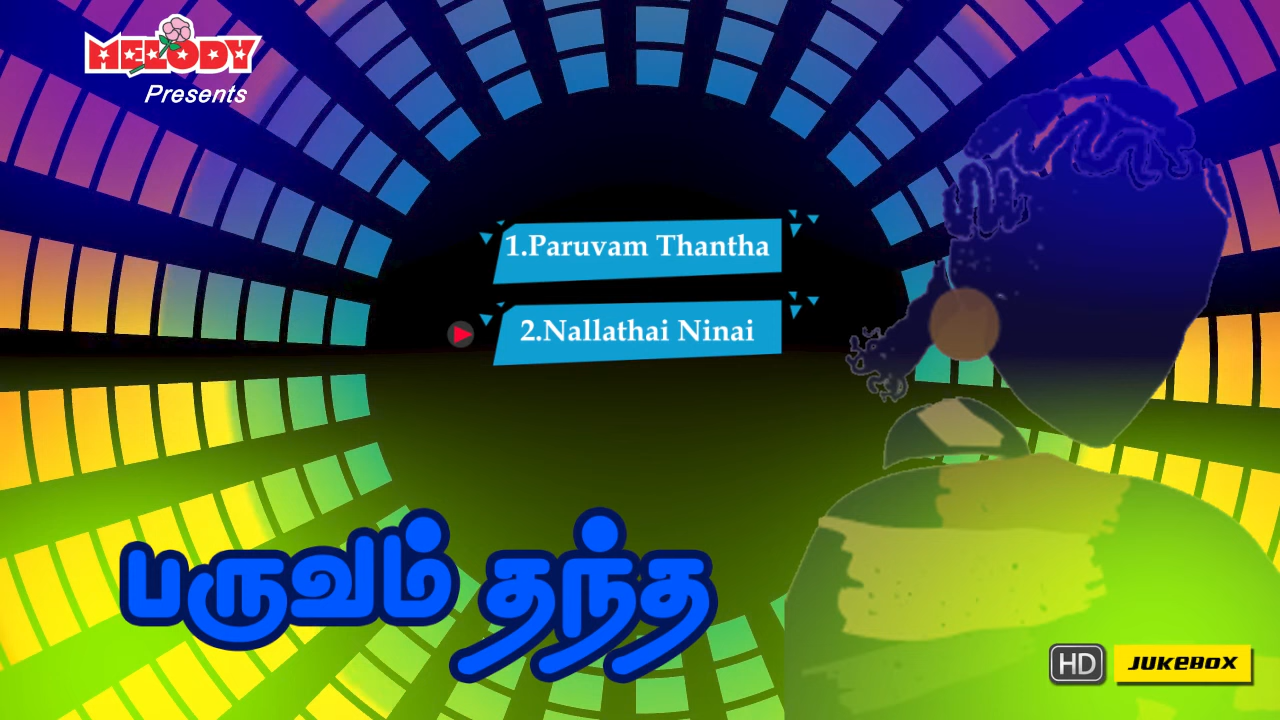 MELODY
Presents
1.Paruvam Thantha
2.Nallathai Ninai
பருவம் தந்த
HD JUKEBOX